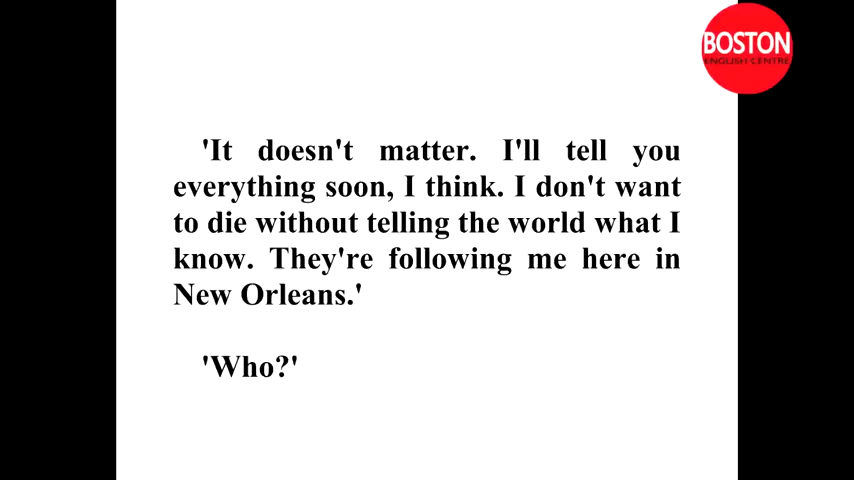 BOSTON
ENGLISH CENTRE
'It doesn't matter. I'll tell you
everything soon, I think. I don't want
to die without telling the world what I
know. They're following me here in
New Orleans.'
'Who?'